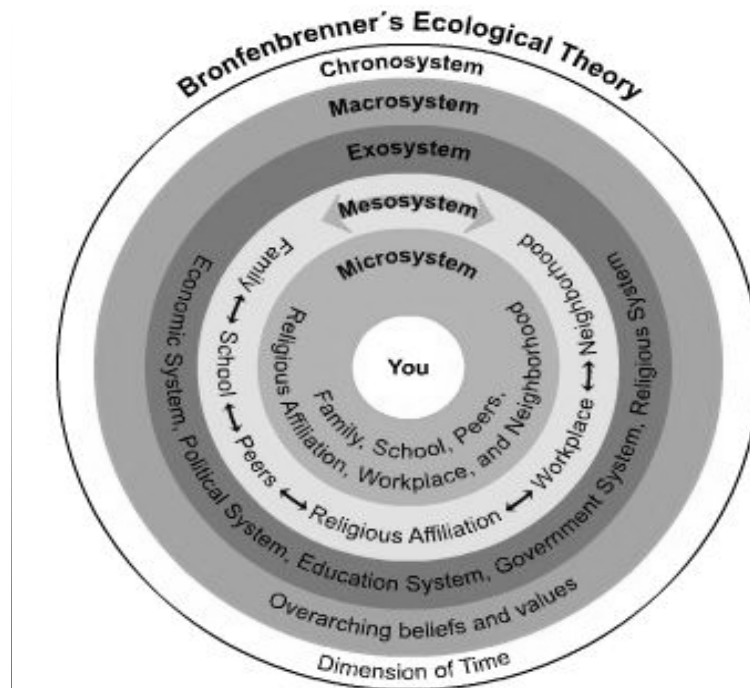 Bronfenbrenner´s Ecological Theory
Chronosystem
Macrosystem
Exosystem
Mesosystem
Microsystem
You
Family, School, Peers,
Religious Affiliation, Workplace, and Neighborhood
Family ↔ School ↔ Peers ↔ Religious Affiliation ↔ Workplace ↔ Neighborhood
Economic System, Political System, Education System, Government System, Religious System
Overarching beliefs and values
Dimension of Time